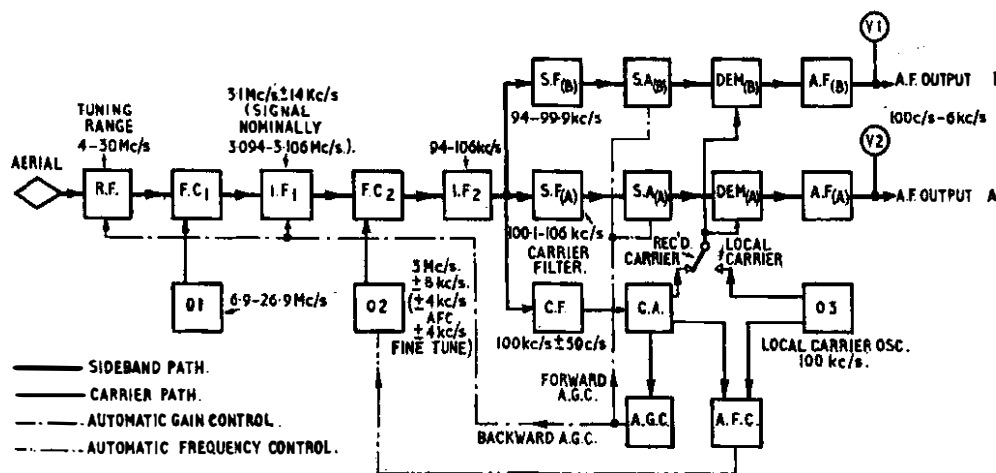 V1
S.F.(B)
S.A.(B)
DEM.(B)
A.F.(B)
A.F. OUTPUT
94-99·9kc/s
100c/s-6kc/s
TUNING
RANGE
4-30Mc/s
3·1Mc/s.±14Kc/s
(SIGNAL
NOMINALLY
3·094-3·106Mc/s.).
94-106kc/s
V2
AERIAL
R.F.
F.C1
I.F1
F.C2
I.F2
S.F.(A)
S.A.(A)
DEM.(A)
A.F.(A)
A.F. OUTPUT A
100·1-106kc/s
CARRIER
FILTER.
REC'D.
CARRIER
LOCAL
CARRIER
O1
6·9-26·9Mc/s
O2
3Mc/s.
±8kc/s.
(±4kc/s
AFC.
±4kc/s
FINE TUNE)
C.F.
C.A.
O3
100kc/s±50c/s
LOCAL CARRIER OSC.
100 kc/s.
SIDEBAND PATH.
CARRIER PATH.
AUTOMATIC GAIN CONTROL.
AUTOMATIC FREQUENCY CONTROL.
FORWARD
A.G.C.
BACKWARD A.G.C.
A.G.C.
A.F.C.